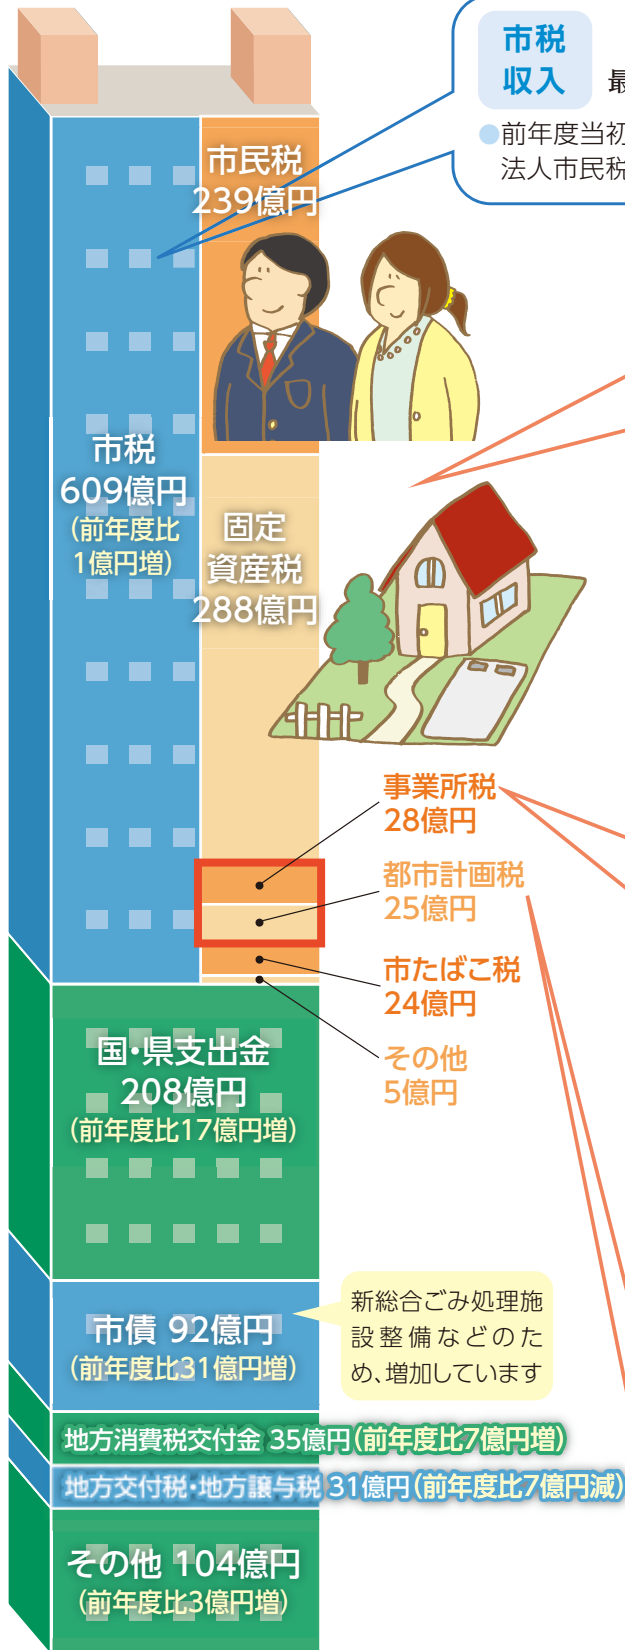 市税
収入
最
●前年度当初
法人市民税
市民税
239億円
市税
609億円
(前年度比
1億円増)
固定
資産税
288億円
事業所税
28億円
都市計画税
25億円
市たばこ税
24億円
その他
5億円
国・県支出金
208億円
(前年度比17億円増)
市債 92億円
(前年度比31億円増)
新総合ごみ処理施
設整備などのた
め、増加しています
地方消費税交付金 35億円(前年度比7億円増)
地方交付税・地方譲与税 31億円(前年度比7億円減)
その他 104億円
(前年度比3億円増)